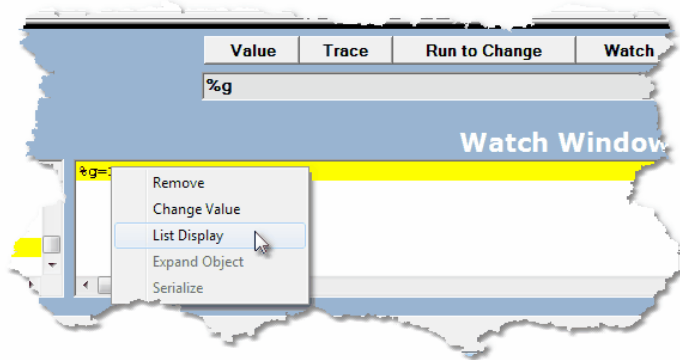 Value Trace Run to Change Watch
%g
Watch Window
%g=
Remove
Change Value
List Display
Expand Object
Serialize